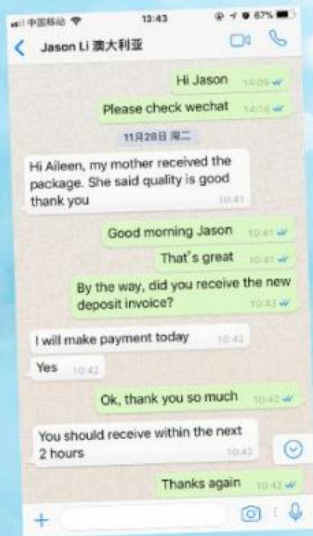 中国移动
13:43
67%
Jason Li 澳大利亚
Hi Jason 14:09
Please check wechat 14:16
11月28日 周二
Hi Aileen, my mother received the
package. She said quality is good
thank you 10:41
Good morning Jason 10:41
That's great 10:41
By the way, did you receive the new
deposit invoice? 10:42
I will make payment today 10:42
Yes 10:42
Ok, thank you so much 10:42
You should receive within the next
2 hours 10:42
Thanks again 10:42